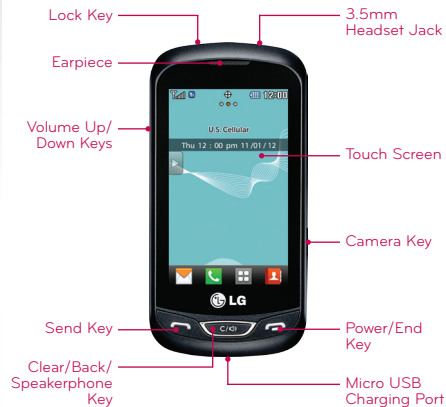 Lock Key
3.5mm
Headset Jack
Earpiece
12:00
U.S. Cellular
Thu 12 : 00 pm 11/01/12
Volume Up/
Down Keys
Touch Screen
Camera Key
LG
Send Key
C/
Power/End
Key
Clear/Back/
Speakerphone
Key
Micro USB
Charging Port